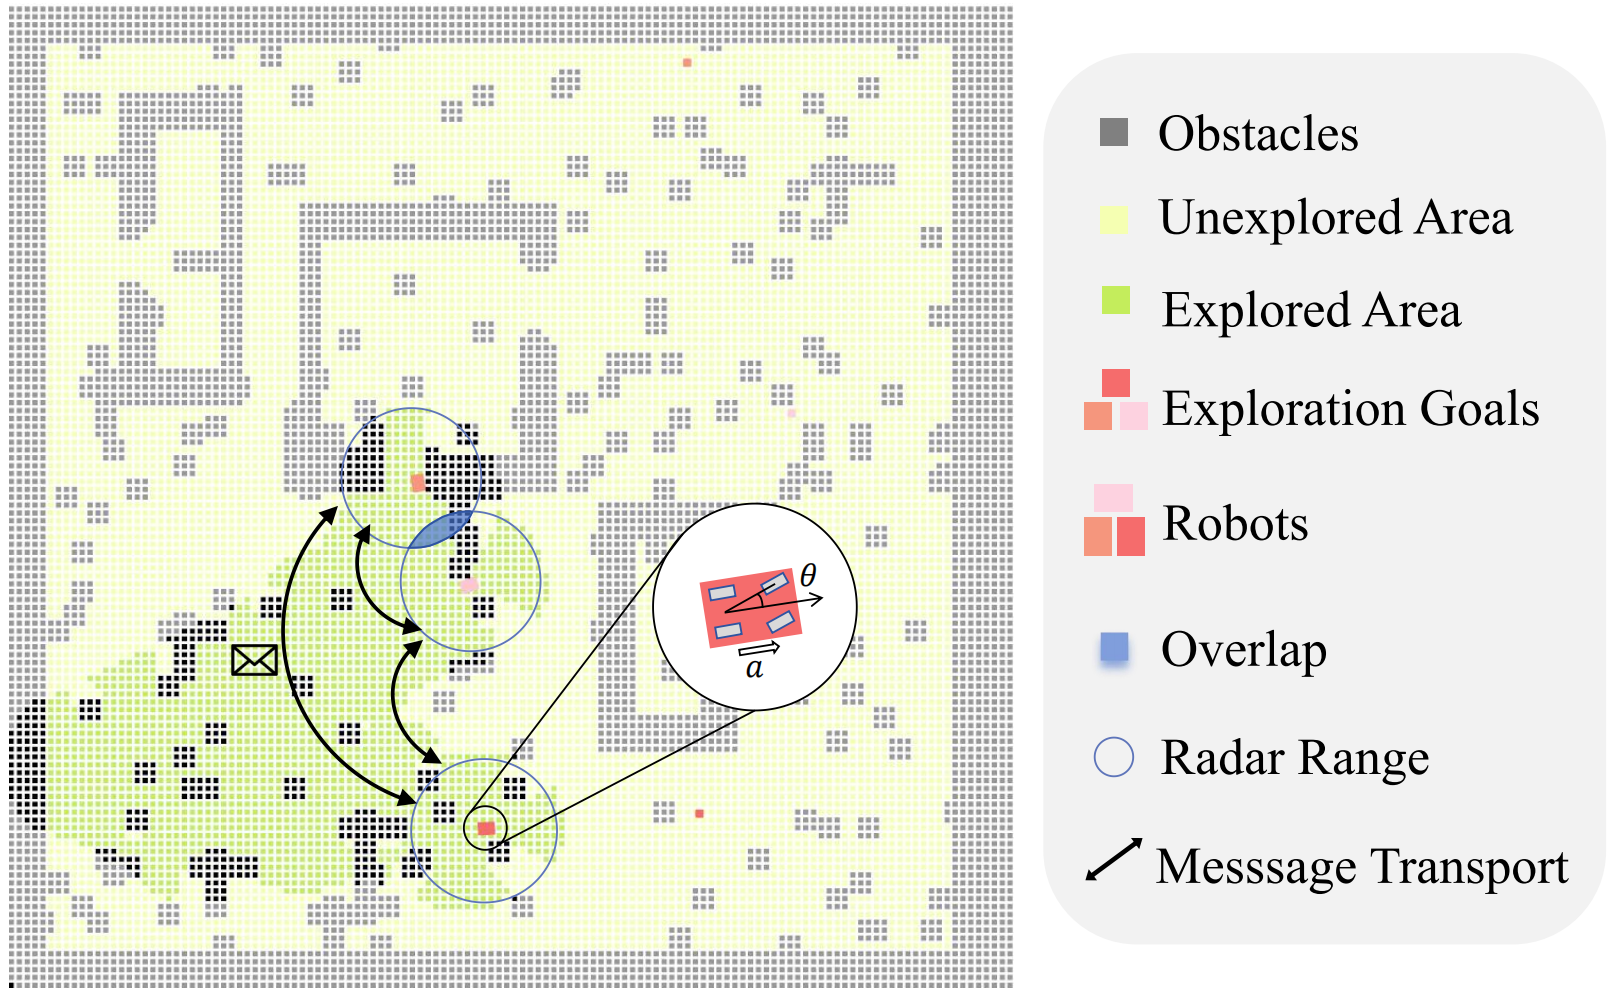 θ
a
Obstacles
Unexplored Area
Explored Area
Exploration Goals
Robots
Overlap
Radar Range
Messsage Transport